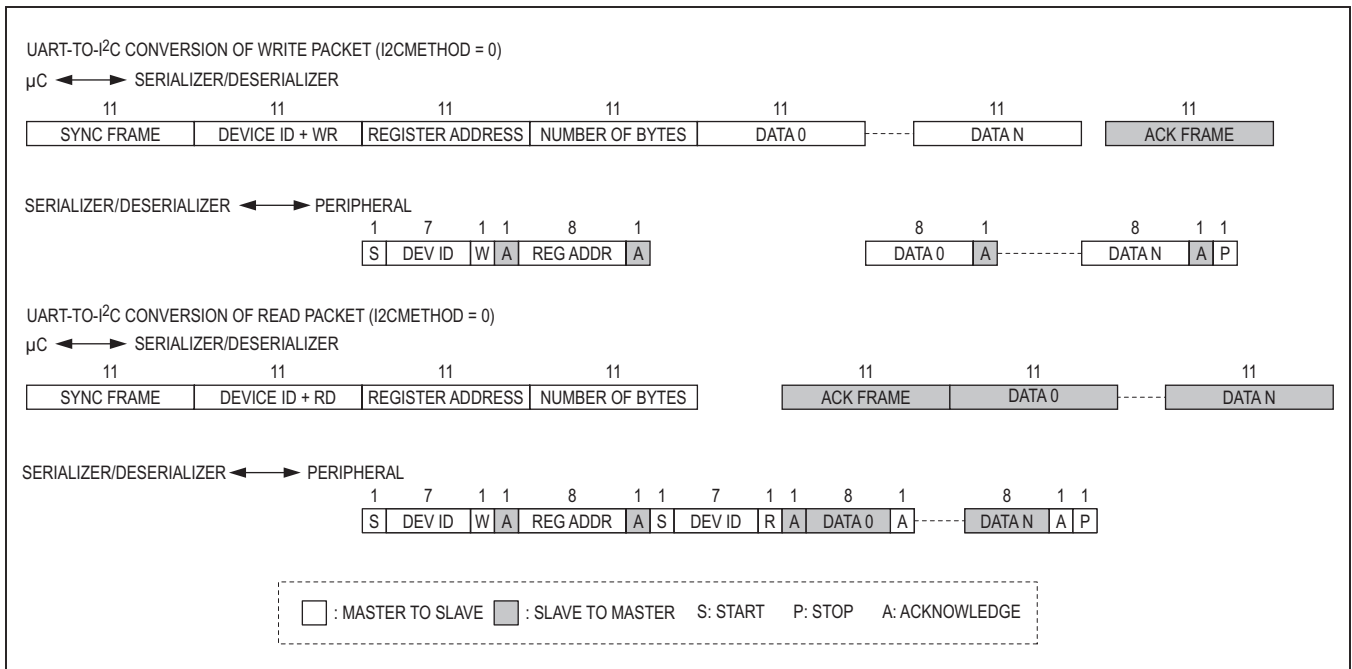 UART-TO-I2C CONVERSION OF WRITE PACKET (I2CMETHOD = 0)
µC SERIALIZER/DESERIALIZER
11 11 11 11 11 11 11
SYNC FRAME DEVICE ID + WR REGISTER ADDRESS NUMBER OF BYTES DATA 0 DATA N ACK FRAME
SERIALIZER/DESERIALIZER PERIPHERAL
1 7 1 1 8 1 8 1 8 1 1
S DEV ID W A REG ADDR A DATA 0 A DATA N A P
UART-TO-I2C CONVERSION OF READ PACKET (I2CMETHOD = 0)
µC SERIALIZER/DESERIALIZER
11 11 11 11 11 11 11
SYNC FRAME DEVICE ID + RD REGISTER ADDRESS NUMBER OF BYTES ACK FRAME DATA 0 DATA N
SERIALIZER/DESERIALIZER PERIPHERAL
1 7 1 1 8 1 1 7 1 1 8 1 8 1 1
S DEV ID W A REG ADDR A S DEV ID R A DATA 0 A DATA N A P
: MASTER TO SLAVE : SLAVE TO MASTER S: START P: STOP A: ACKNOWLEDGE